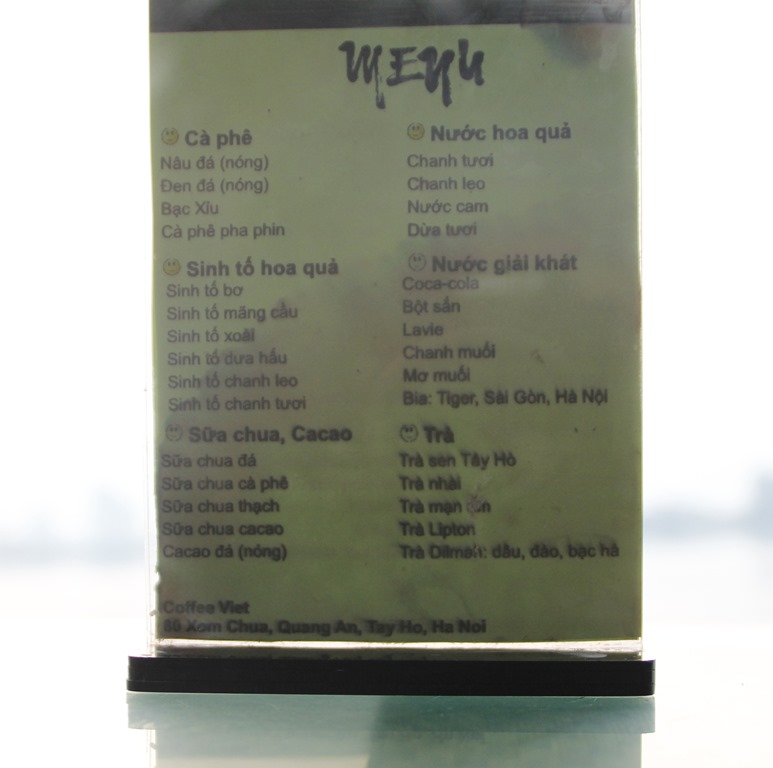 MENU
Cà phê
Nâu đá (nóng)
Đen đá (nóng)
Bạc Xỉu
Cà phê pha phin
Sinh tố hoa quả
Sinh tố bơ
Sinh tố mãng cầu
Sinh tố xoài
Sinh tố dưa hấu
Sinh tố chanh leo
Sinh tố chanh tươi
Sữa chua, Cacao
Sữa chua đá
Sữa chua cà phê
Sữa chua thạch
Sữa chua cacao
Cacao đá (nóng)
Nước hoa quả
Chanh tươi
Chanh leo
Nước cam
Dừa tươi
Nước giải khát
Coca-cola
Bột sắn
Lavie
Chanh muối
Mơ muối
Bia: Tiger, Sài Gòn, Hà Nội
Trà
Trà sen Tây Hồ
Trà nhài
Trà mạn
Trà Lipton
Trà Dilmah: dâu, đào, bạc hà
Coffee Viet
80 Xom Chua, Quang An, Tay Ho, Ha Noi